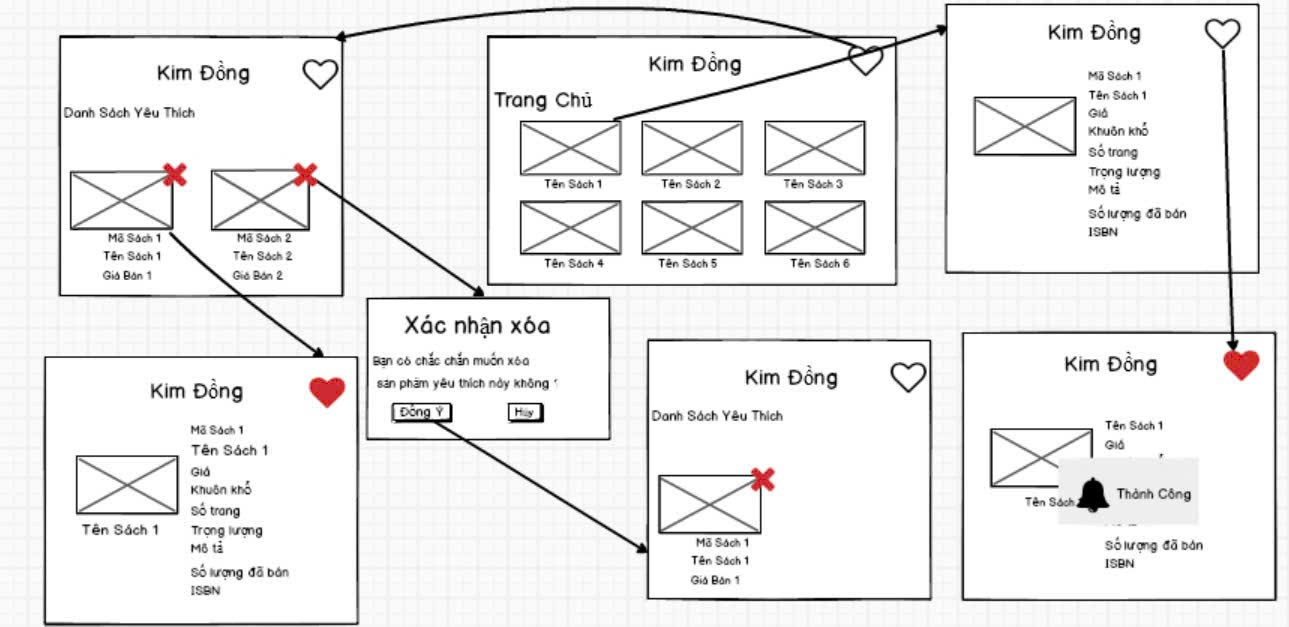 Kim Đồng
Danh Sách Yêu Thích
Mã Sách 1
Tên Sách 1
Giá Bán 1
Mã Sách 2
Tên Sách 2
Giá Bán 2
Kim Đồng
Trang Chủ
Tên Sách 1
Tên Sách 2
Tên Sách 3
Tên Sách 4
Tên Sách 5
Tên Sách 6
Kim Đồng
Mã Sách 1
Tên Sách 1
Giá
Khuôn khổ
Số trang
Trọng lượng
Mô tả
Số lượng đã bán
ISBN
Kim Đồng
Tên Sách 1
Mã Sách 1
Tên Sách 1
Giá
Khuôn khổ
Số trang
Trọng lượng
Mô tả
Số lượng đã bán
ISBN
Xác nhận xóa
Bạn có chắc chắn muốn xóa
sản phẩm yêu thích này không
Đồng Ý
Hủy
Kim Đồng
Danh Sách Yêu Thích
Mã Sách 1
Tên Sách 1
Giá Bán 1
Kim Đồng
Tên Sách 1
Giá
Tên Sách
Thành Công
Số lượng đã bán
ISBN